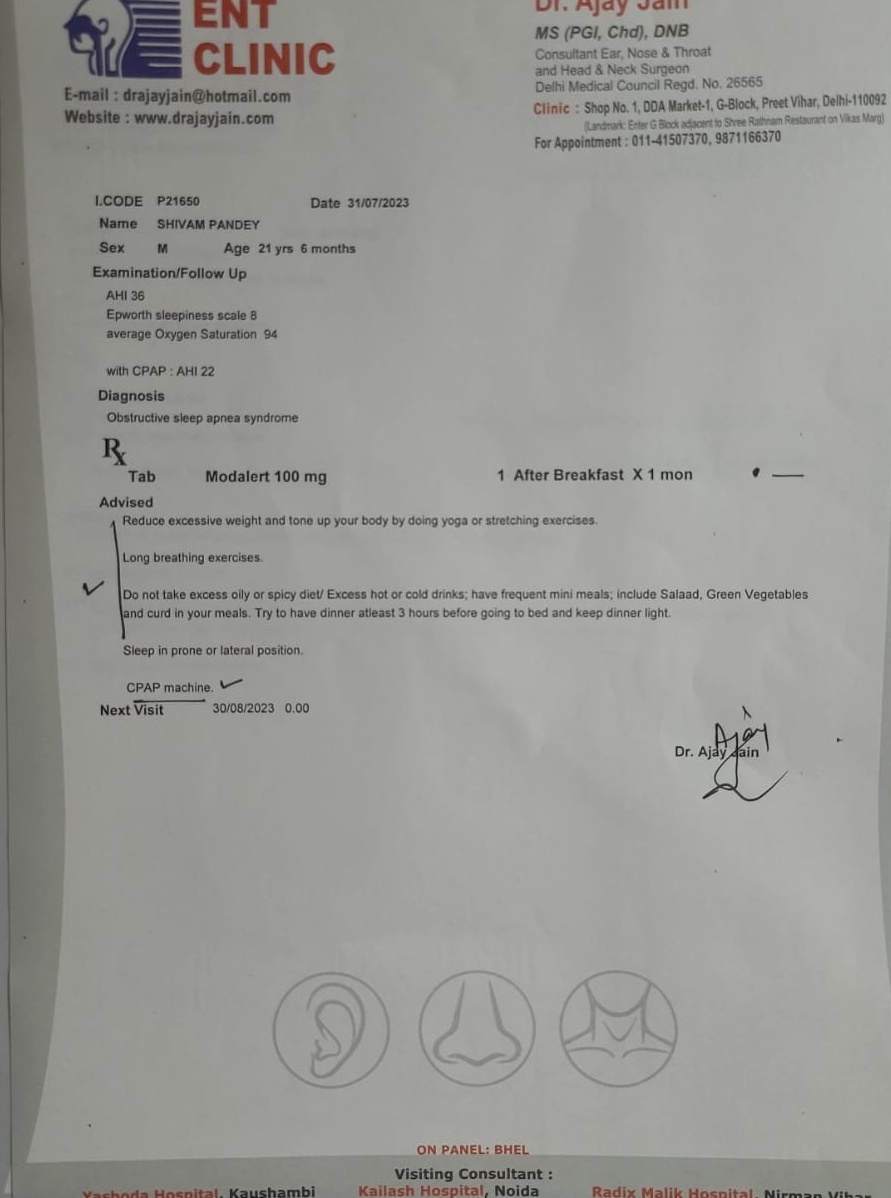 ENT
CLINIC
E-mail : drajayjain@hotmail.com
Website : www.drajayjain.com
Dr. Ajay Jain
MS (PGI, Chd), DNB
Consultant Ear, Nose & Throat
and Head & Neck Surgeon
Delhi Medical Council Regd. No. 26565
Clinic : Shop No. 1, DDA Market-1, G-Block, Preet Vihar, Delhi-110092
(Landmark: Enter G Block adjacent to Shree Rathnam Restaurant on Vikas Marg)
For Appointment : 011-41507370, 9871166370
I.CODE P21650 Date 31/07/2023
Name SHIVAM PANDEY
Sex M Age 21 yrs 6 months
Examination/Follow Up
AHI 36
Epworth sleepiness scale 8
average Oxygen Saturation 94
with CPAP : AHI 22
Diagnosis
Obstructive sleep apnea syndrome
Rx
Tab Modalert 100 mg 1 After Breakfast X 1 mon
Advised
Reduce excessive weight and tone up your body by doing yoga or stretching exercises.
Long breathing exercises.
Do not take excess oily or spicy diet/ Excess hot or cold drinks; have frequent mini meals; include Salaad, Green Vegetables
and curd in your meals. Try to have dinner atleast 3 hours before going to bed and keep dinner light.
Sleep in prone or lateral position.
CPAP machine.
Next Visit 30/08/2023 0.00
Ajay
Dr. Ajay Jain
ON PANEL: BHEL
Visiting Consultant :
Yashoda Hospital, Kaushambi Kailash Hospital, Noida Radix Malik Hospital, Nirman Vihar